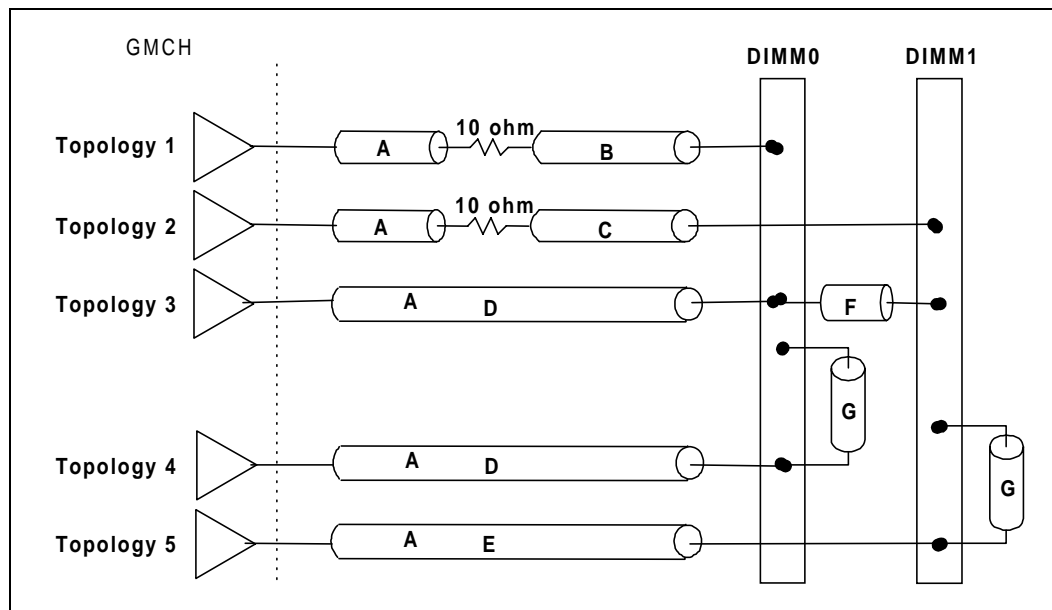 GMCH
DIMM0 DIMM1
Topology 1 A 10 ohm B
Topology 2 A 10 ohm C
Topology 3 A D F
G
Topology 4 A D
G
Topology 5 A E